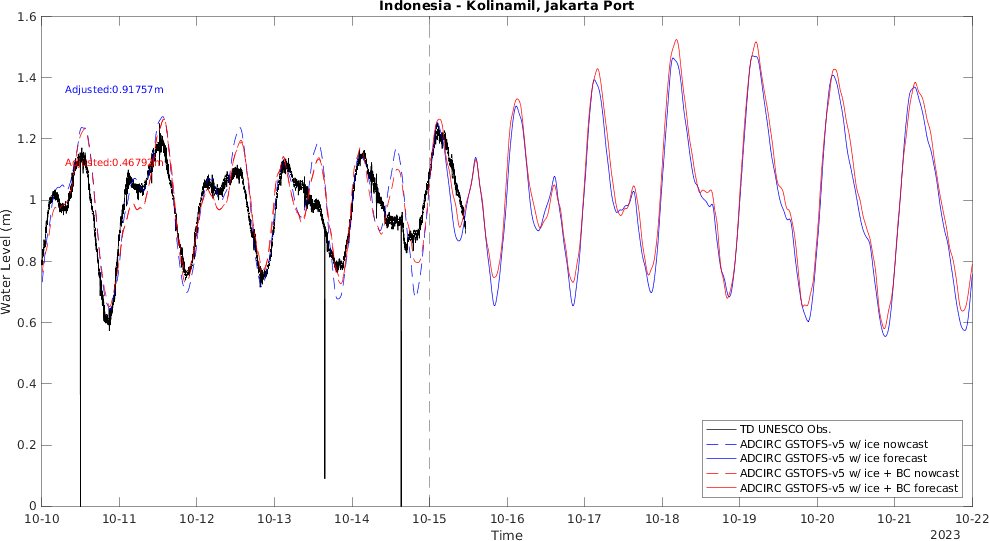 Indonesia - Kolinamil, Jakarta Port
1.6
1.4
1.2
1
0.8
0.6
0.4
0.2
0
Water Level (m)
Adjusted:0.91757m
TD UNESCO Obs.
ADCIRC GSTOFS-v5 w/ ice nowcast
ADCIRC GSTOFS-v5 w/ ice forecast
ADCIRC GSTOFS-v5 w/ ice + BC nowcast
ADCIRC GSTOFS-v5 w/ ice + BC forecast
10-10 10-11 10-12 10-13 10-14 10-15 10-16 10-17 10-18 10-19 10-20 10-21 10-22
Time
2023